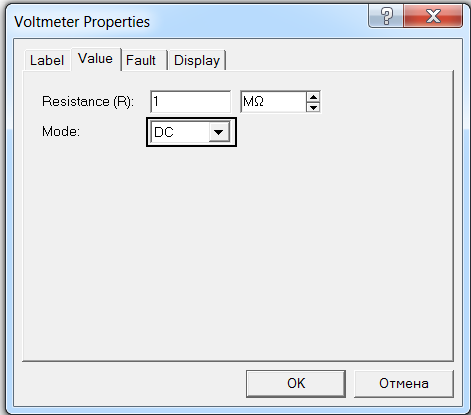 Voltmeter Properties
Label Value Fault Display
Resistance (R): 1 MΩ
Mode: DC
OK Отмена